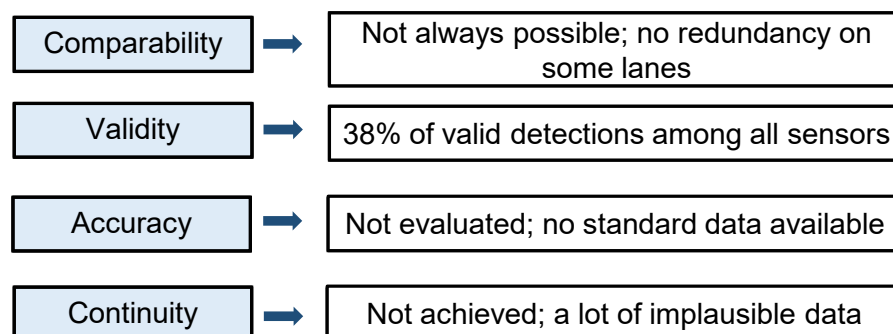 Comparability
Not always possible; no redundancy on
some lanes
Validity
38% of valid detections among all sensors
Accuracy
Not evaluated; no standard data available
Continuity
Not achieved; a lot of implausible data